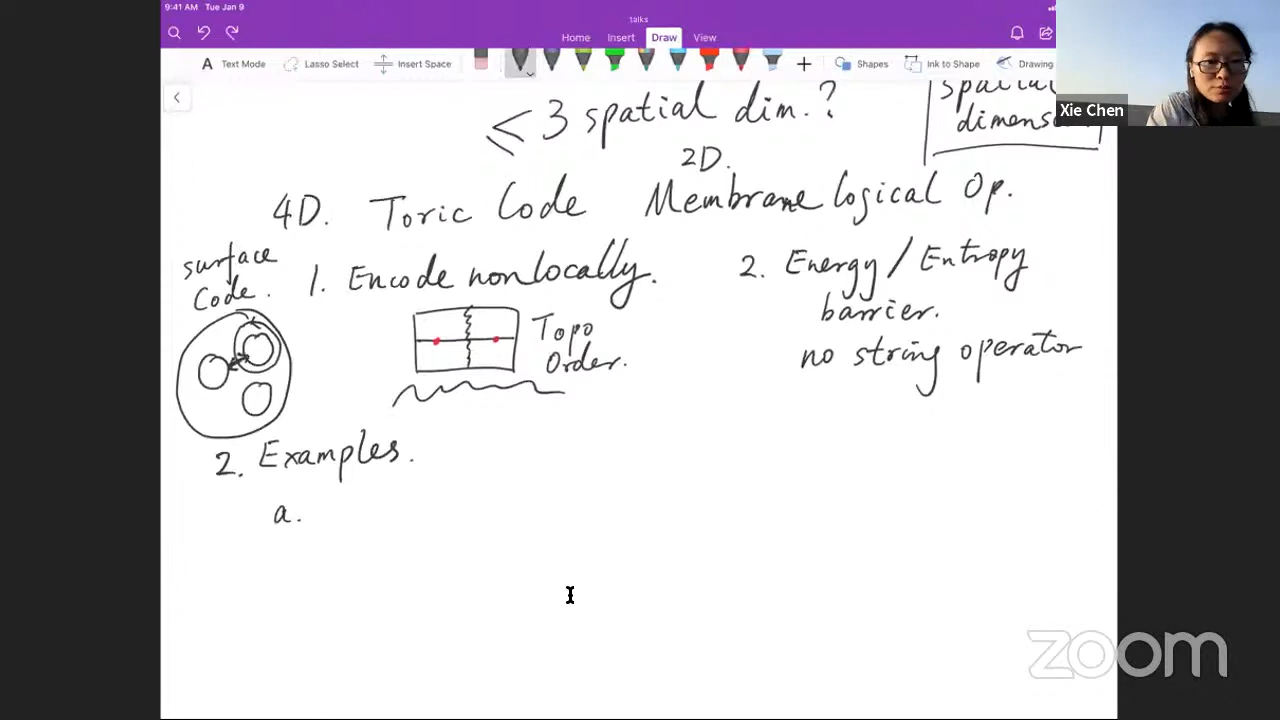 9:41 AM Tue Jan 9
talks
Home Insert Draw View
Text Mode Lasso Select Insert Space Shapes Ink to Shape Drawing
Xie Chen
≤ 3 spatial dim. ?
spatial
dimens
2D.
4D. Toric Code Membrane logical Op.
surface
Code.
1. Encode nonlocally.
Topo
Order.
2. Energy / Entropy
barrier.
no string operator
2. Examples.
a.
zoom